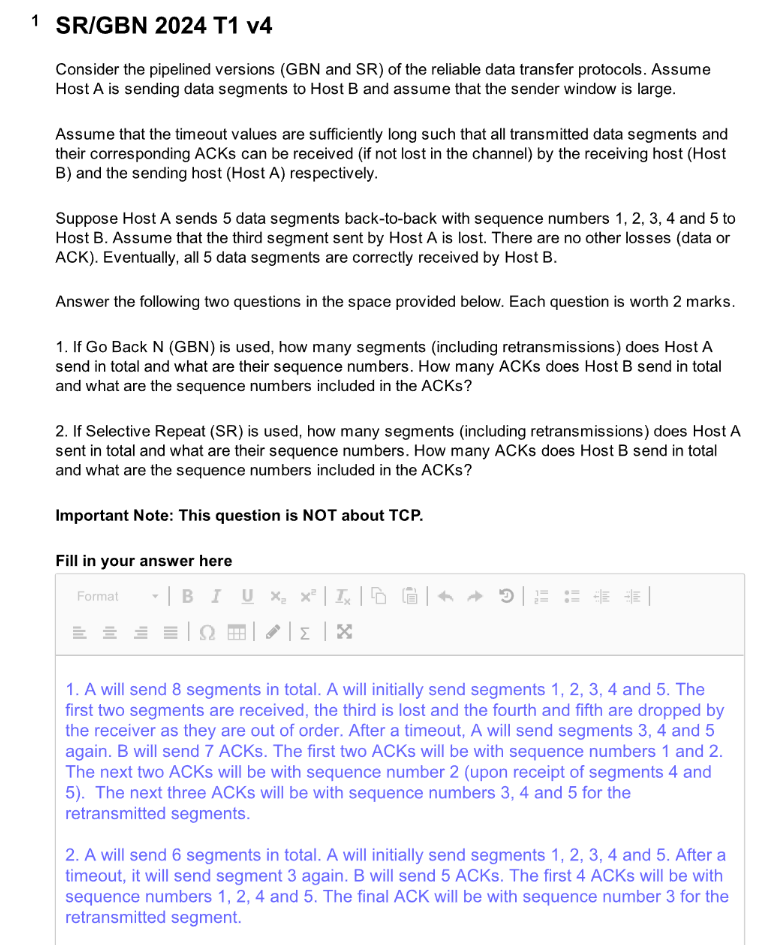 1 SR/GBN 2024 T1 v4
Consider the pipelined versions (GBN and SR) of the reliable data transfer protocols. Assume
Host A is sending data segments to Host B and assume that the sender window is large.
Assume that the timeout values are sufficiently long such that all transmitted data segments and
their corresponding ACKs can be received (if not lost in the channel) by the receiving host (Host
B) and the sending host (Host A) respectively.
Suppose Host A sends 5 data segments back-to-back with sequence numbers 1, 2, 3, 4 and 5 to
Host B. Assume that the third segment sent by Host A is lost. There are no other losses (data or
ACK). Eventually, all 5 data segments are correctly received by Host B.
Answer the following two questions in the space provided below. Each question is worth 2 marks.
1. If Go Back N (GBN) is used, how many segments (including retransmissions) does Host A
send in total and what are their sequence numbers. How many ACKs does Host B send in total
and what are the sequence numbers included in the ACKs?
2. If Selective Repeat (SR) is used, how many segments (including retransmissions) does Host A
sent in total and what are their sequence numbers. How many ACKs does Host B send in total
and what are the sequence numbers included in the ACKs?
Important Note: This question is NOT about TCP.
Fill in your answer here
Format B I U x₂ x² Iₓ
Ω Σ
1. A will send 8 segments in total. A will initially send segments 1, 2, 3, 4 and 5. The
first two segments are received, the third is lost and the fourth and fifth are dropped by
the receiver as they are out of order. After a timeout, A will send segments 3, 4 and 5
again. B will send 7 ACKs. The first two ACKs will be with sequence numbers 1 and 2.
The next two ACKs will be with sequence number 2 (upon receipt of segments 4 and
5). The next three ACKs will be with sequence numbers 3, 4 and 5 for the
retransmitted segments.
2. A will send 6 segments in total. A will initially send segments 1, 2, 3, 4 and 5. After a
timeout, it will send segment 3 again. B will send 5 ACKs. The first 4 ACKs will be with
sequence numbers 1, 2, 4 and 5. The final ACK will be with sequence number 3 for the
retransmitted segment.